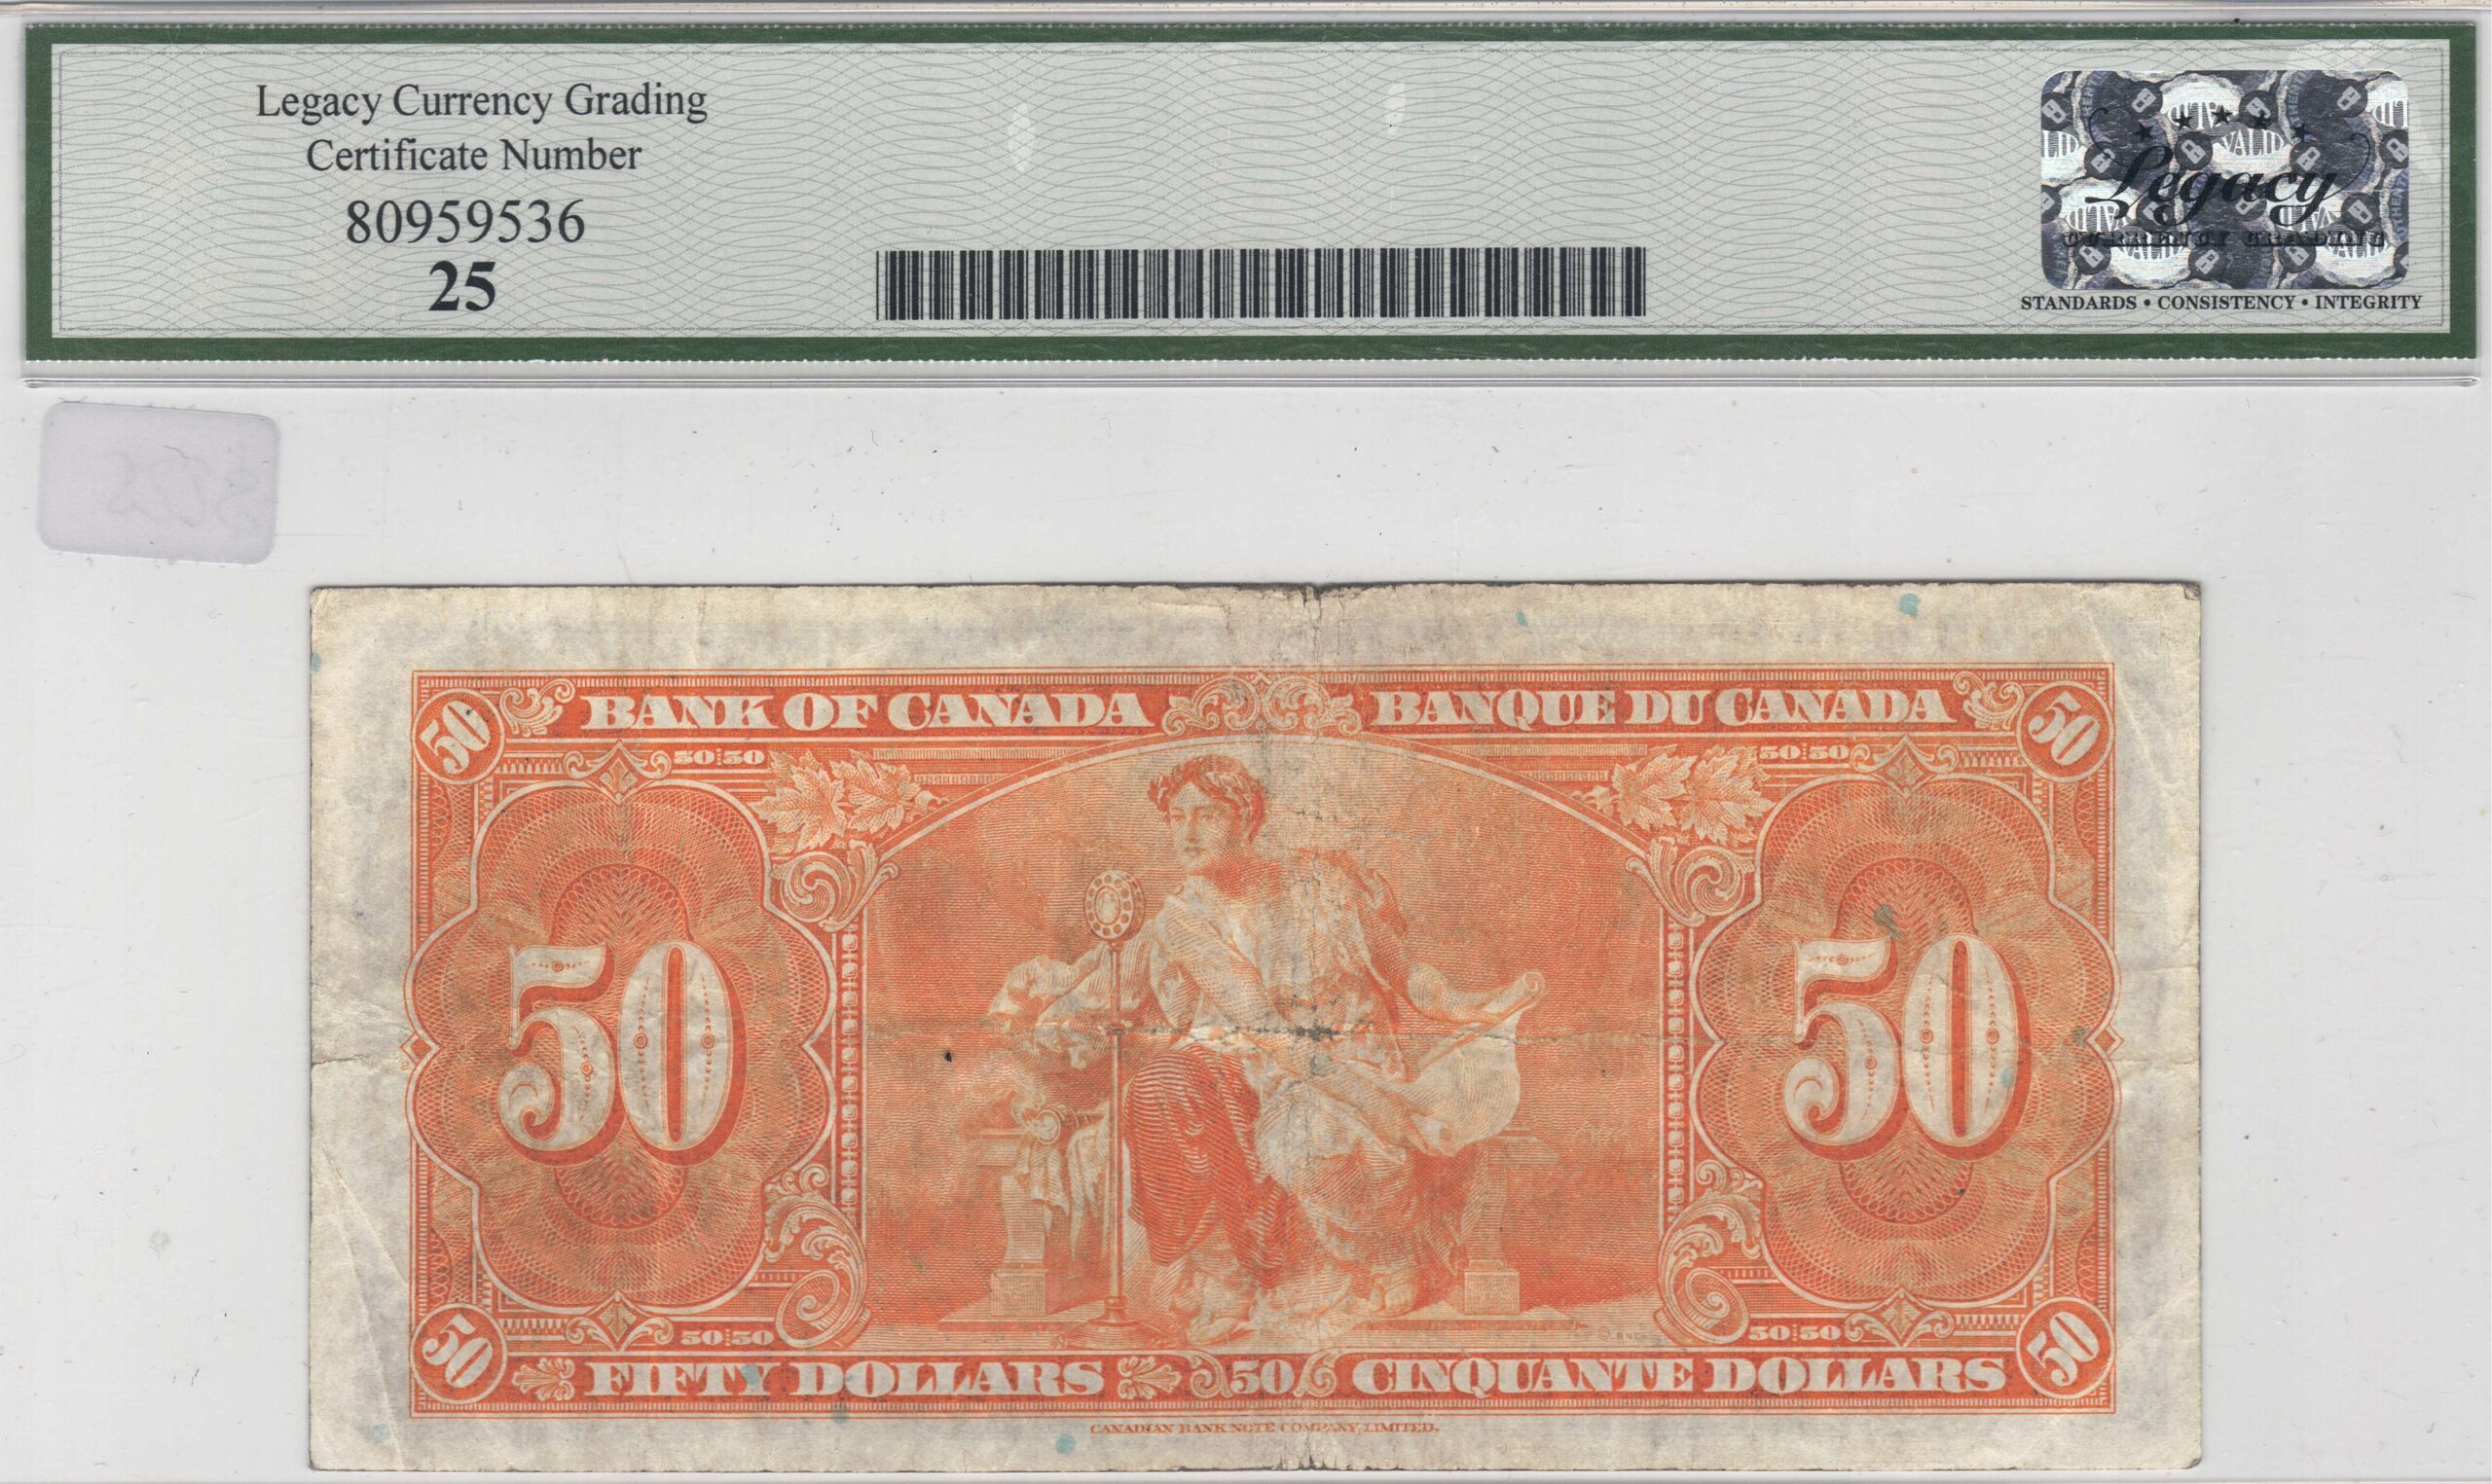 Legacy Currency Grading
Certificate Number
80959536
25
Legacy
CURRENCY GRADING
STANDARDS • CONSISTENCY • INTEGRITY
50 BANK OF CANADA BANQUE DU CANADA 50
50:50 50:50
50 50
50:50 50:50
50 FIFTY DOLLARS 50 CINQUANTE DOLLARS 50
CANADIAN BANK NOTE COMPANY, LIMITED.